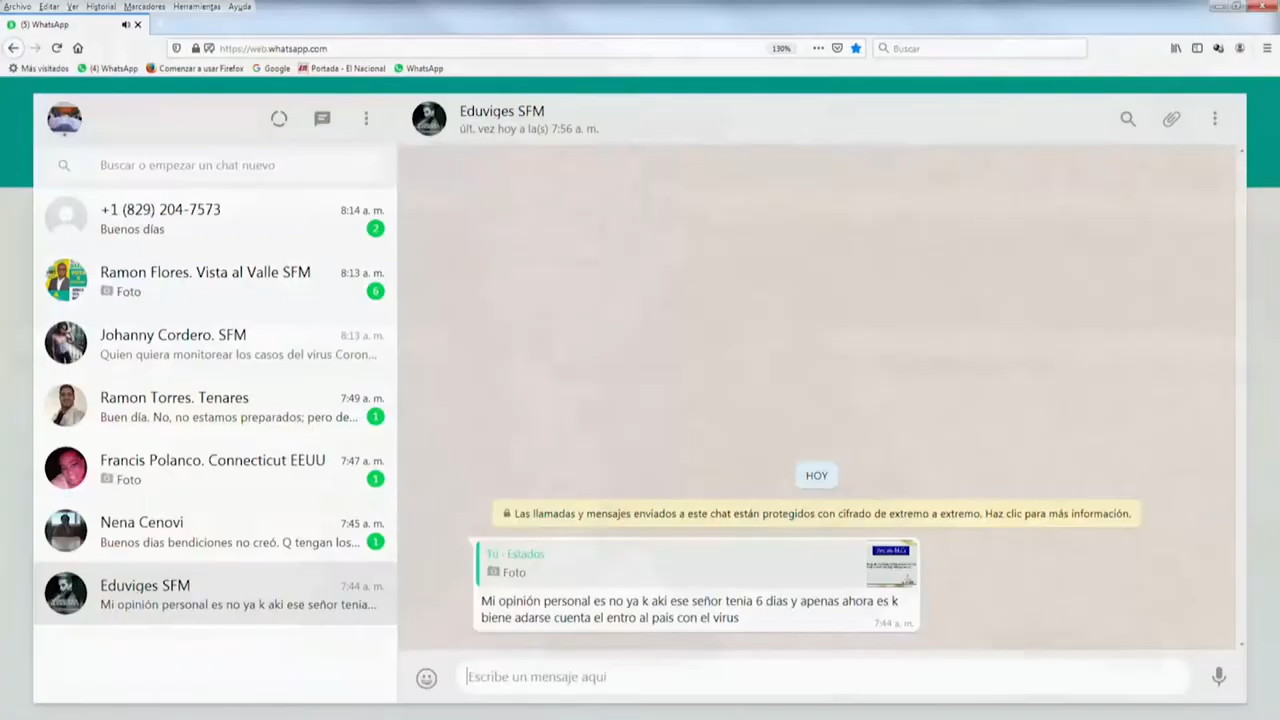 Archivo Editar Ver Historial Marcadores Herramientas Ayuda
(5) WhatsApp
https://web.whatsapp.com
130%
Buscar
Más visitados (4) WhatsApp Comenzar a usar Firefox Google Portada - El Nacional WhatsApp
Eduviges SFM
últ. vez hoy a la(s) 7:56 a. m.
Buscar o empezar un chat nuevo
+1 (829) 204-7573 8:14 a. m.
Buenos días 2
Ramon Flores. Vista al Valle SFM 8:13 a. m.
Foto 6
Johanny Cordero. SFM 8:13 a. m.
Quien quiera monitorear los casos del virus Coron...
Ramon Torres. Tenares 7:49 a. m.
Buen día. No, no estamos preparados; pero de... 1
Francis Polanco. Connecticut EEUU 7:47 a. m.
Foto 1
Nena Cenovi 7:45 a. m.
Buenos dias bendiciones no creó. Q tengan los... 1
Eduviges SFM 7:44 a. m.
Mi opinión personal es no ya k aki ese señor tenia...
HOY
Las llamadas y mensajes enviados a este chat están protegidos con cifrado de extremo a extremo. Haz clic para más información.
Tú - Estados
Foto
Mi opinión personal es no ya k aki ese señor tenia 6 dias y apenas ahora es k
biene adarse cuenta el entro al pais con el virus
7:44 a. m.
Escribe un mensaje aquí